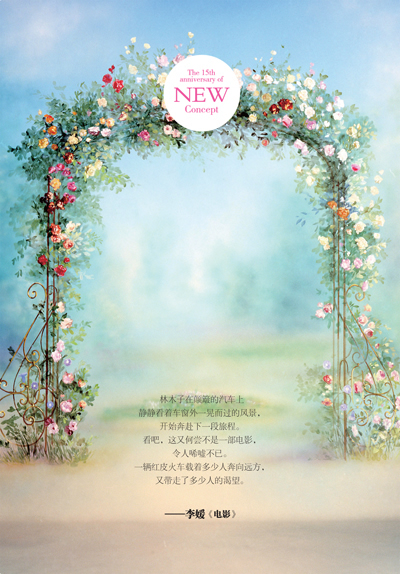 The 15th
anniversary of
NEW
Concept
林木子在颠簸的汽车上
静静看着车窗外一晃而过的风景，
开始奔赴下一段旅程。
看吧，这又何尝不是一部电影，
令人唏嘘不已。
一辆红皮火车载着多少人奔向远方，
又带走了多少人的渴望。
——李媛《电影》